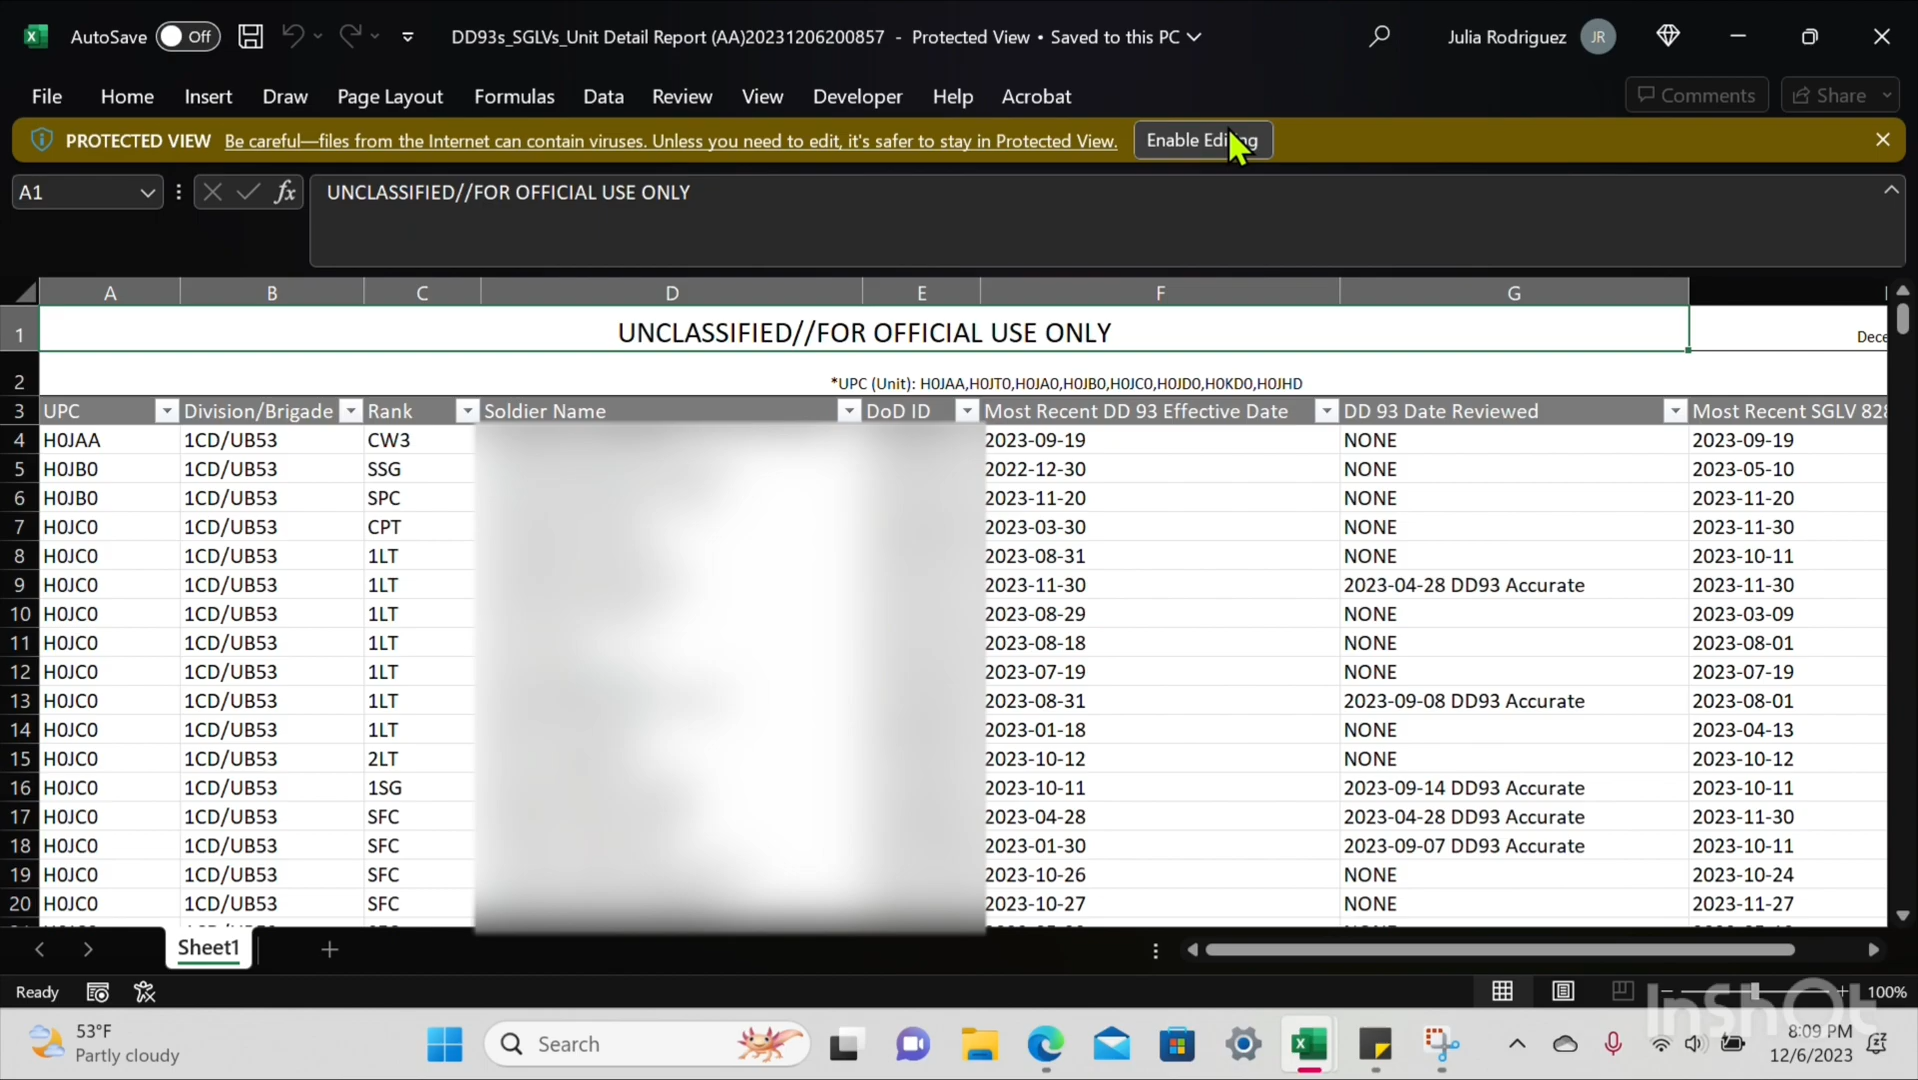 AutoSave Off DD93s_SGLVs_Unit Detail Report (AA)20231206200857 - Protected View • Saved to this PC Julia Rodriguez JR
File Home Insert Draw Page Layout Formulas Data Review View Developer Help Acrobat Comments Share
PROTECTED VIEW Be careful—files from the Internet can contain viruses. Unless you need to edit, it's safer to stay in Protected View. Enable Editing
A1 fx UNCLASSIFIED//FOR OFFICIAL USE ONLY
A B C D E F G
1 UNCLASSIFIED//FOR OFFICIAL USE ONLY Dece
2 *UPC (Unit): H0JAA,H0JT0,H0JA0,H0JB0,H0JC0,H0JD0,H0KD0,H0JHD
3 UPC Division/Brigade Rank Soldier Name DoD ID Most Recent DD 93 Effective Date DD 93 Date Reviewed Most Recent SGLV 828
4 H0JAA 1CD/UB53 CW3 2023-09-19 NONE 2023-09-19
5 H0JB0 1CD/UB53 SSG 2022-12-30 NONE 2023-05-10
6 H0JB0 1CD/UB53 SPC 2023-11-20 NONE 2023-11-20
7 H0JC0 1CD/UB53 CPT 2023-03-30 NONE 2023-11-30
8 H0JC0 1CD/UB53 1LT 2023-08-31 NONE 2023-10-11
9 H0JC0 1CD/UB53 1LT 2023-11-30 2023-04-28 DD93 Accurate 2023-11-30
10 H0JC0 1CD/UB53 1LT 2023-08-29 NONE 2023-03-09
11 H0JC0 1CD/UB53 1LT 2023-08-18 NONE 2023-08-01
12 H0JC0 1CD/UB53 1LT 2023-07-19 NONE 2023-07-19
13 H0JC0 1CD/UB53 1LT 2023-08-31 2023-09-08 DD93 Accurate 2023-08-01
14 H0JC0 1CD/UB53 1LT 2023-01-18 NONE 2023-04-13
15 H0JC0 1CD/UB53 2LT 2023-10-12 NONE 2023-10-12
16 H0JC0 1CD/UB53 1SG 2023-10-11 2023-09-14 DD93 Accurate 2023-10-11
17 H0JC0 1CD/UB53 SFC 2023-04-28 2023-04-28 DD93 Accurate 2023-11-30
18 H0JC0 1CD/UB53 SFC 2023-01-30 2023-09-07 DD93 Accurate 2023-10-11
19 H0JC0 1CD/UB53 SFC 2023-10-26 NONE 2023-10-24
20 H0JC0 1CD/UB53 SFC 2023-10-27 NONE 2023-11-27
Sheet1
Ready 100%
InShOt
53°F Search 8:09 PM
Partly cloudy 12/6/2023